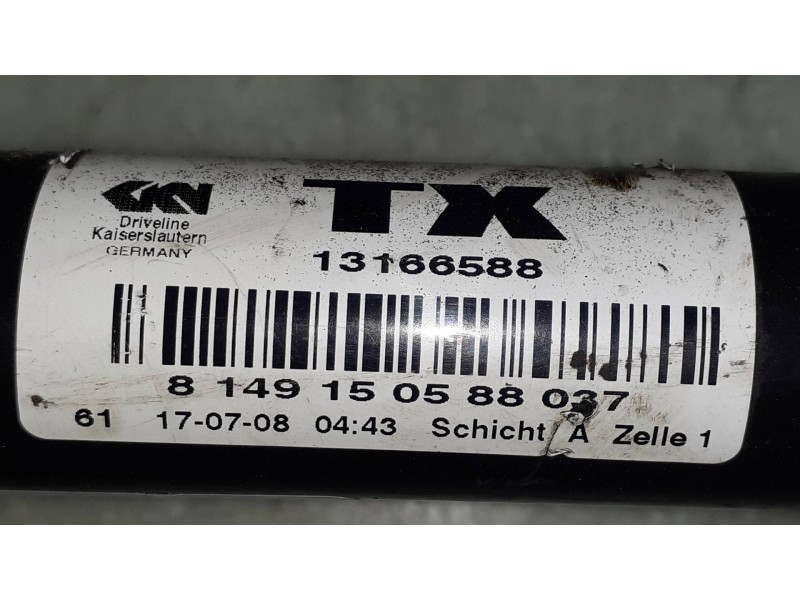 GKN
Driveline
Kaiserslautern
GERMANY
TX
13166588
8 149 15 05 88 037
61 17-07-08 04:43 Schicht A Zelle 1